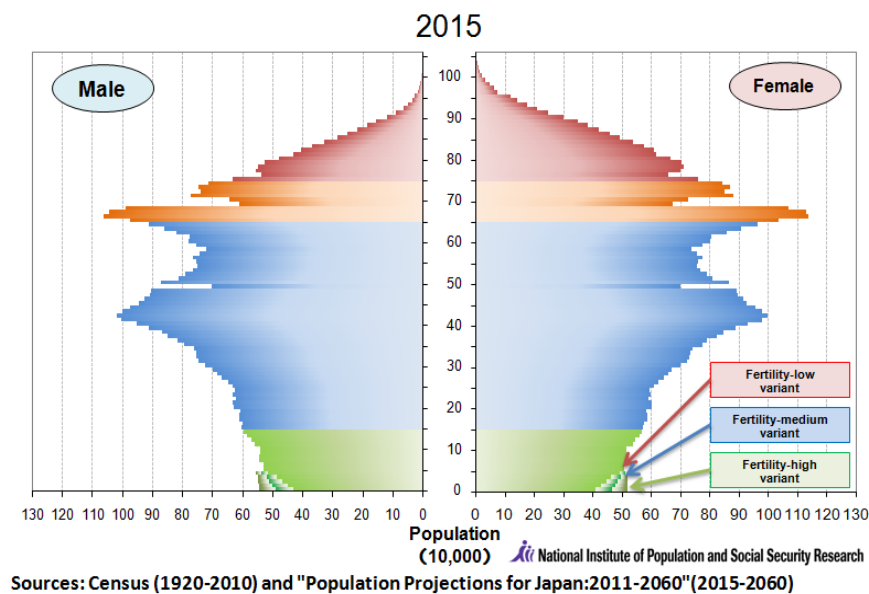 2015
Male
Female
100
90
80
70
60
50
40
30
20
10
0
Fertility-low
variant
Fertility-medium
variant
Fertility-high
variant
130 120 110 100 90 80 70 60 50 40 30 20 10 0
0 10 20 30 40 50 60 70 80 90 100 110 120 130
Population
(10,000)
National Institute of Population and Social Security Research
Sources: Census (1920-2010) and "Population Projections for Japan:2011-2060"(2015-2060)